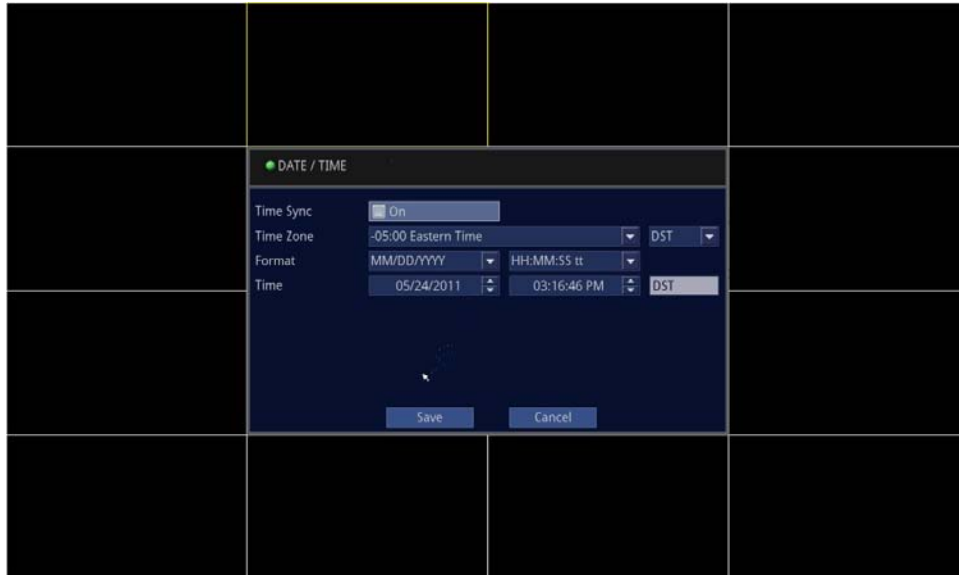 DATE / TIME
Time Sync On
Time Zone -05:00 Eastern Time DST
Format MM/DD/YYYY HH:MM:SS tt
Time 05/24/2011 03:16:46 PM DST
Save Cancel